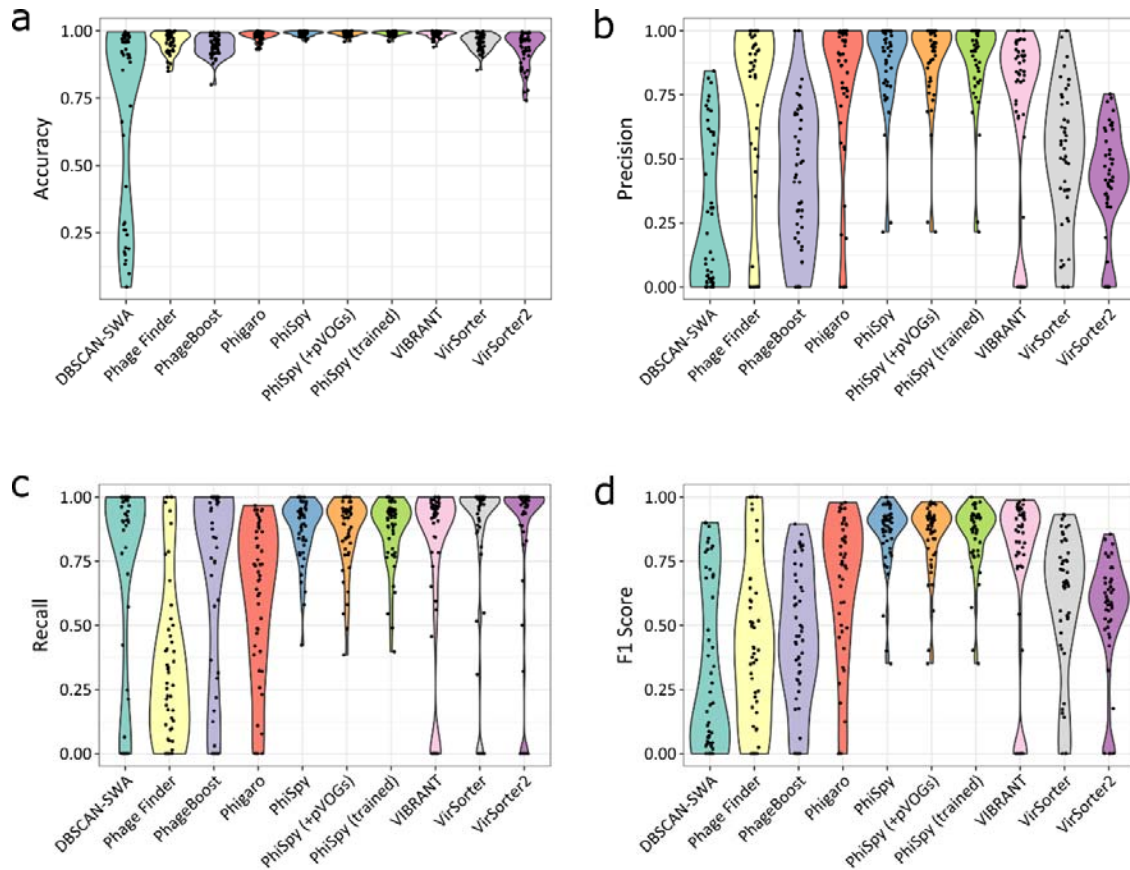 a
Accuracy
1.00
0.75
0.50
0.25
DBSCAN-SWA
Phage Finder
PhageBoost
Phigaro
PhiSpy
PhiSpy (+pVOGs)
PhiSpy (trained)
VIBRANT
VirSorter
VirSorter2
b
Precision
1.00
0.75
0.50
0.25
0.00
DBSCAN-SWA
Phage Finder
PhageBoost
Phigaro
PhiSpy
PhiSpy (+pVOGs)
PhiSpy (trained)
VIBRANT
VirSorter
VirSorter2
c
Recall
1.00
0.75
0.50
0.25
0.00
DBSCAN-SWA
Phage Finder
PhageBoost
Phigaro
PhiSpy
PhiSpy (+pVOGs)
PhiSpy (trained)
VIBRANT
VirSorter
VirSorter2
d
F1 Score
1.00
0.75
0.50
0.25
0.00
DBSCAN-SWA
Phage Finder
PhageBoost
Phigaro
PhiSpy
PhiSpy (+pVOGs)
PhiSpy (trained)
VIBRANT
VirSorter
VirSorter2